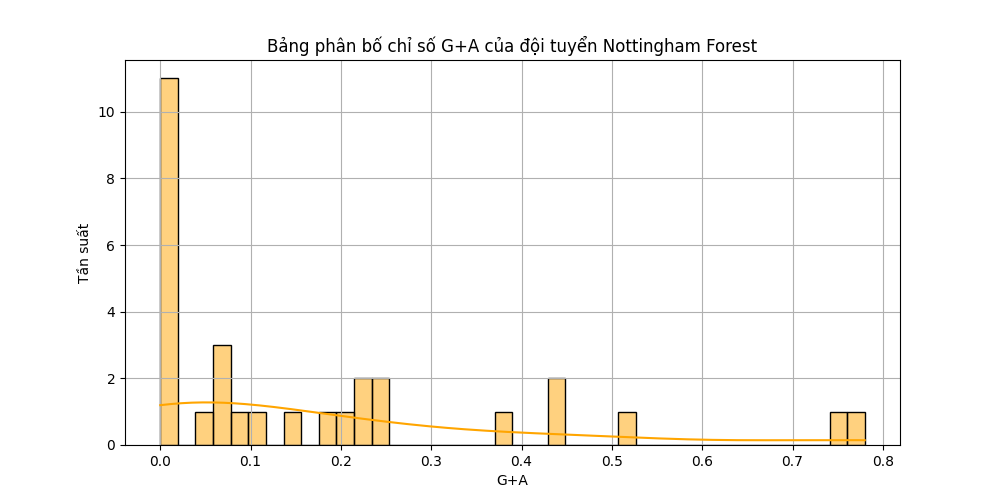 Bảng phân bố chỉ số G+A của đội tuyển Nottingham Forest
Tần suất
10
8
6
4
2
0
0.0 0.1 0.2 0.3 0.4 0.5 0.6 0.7 0.8
G+A